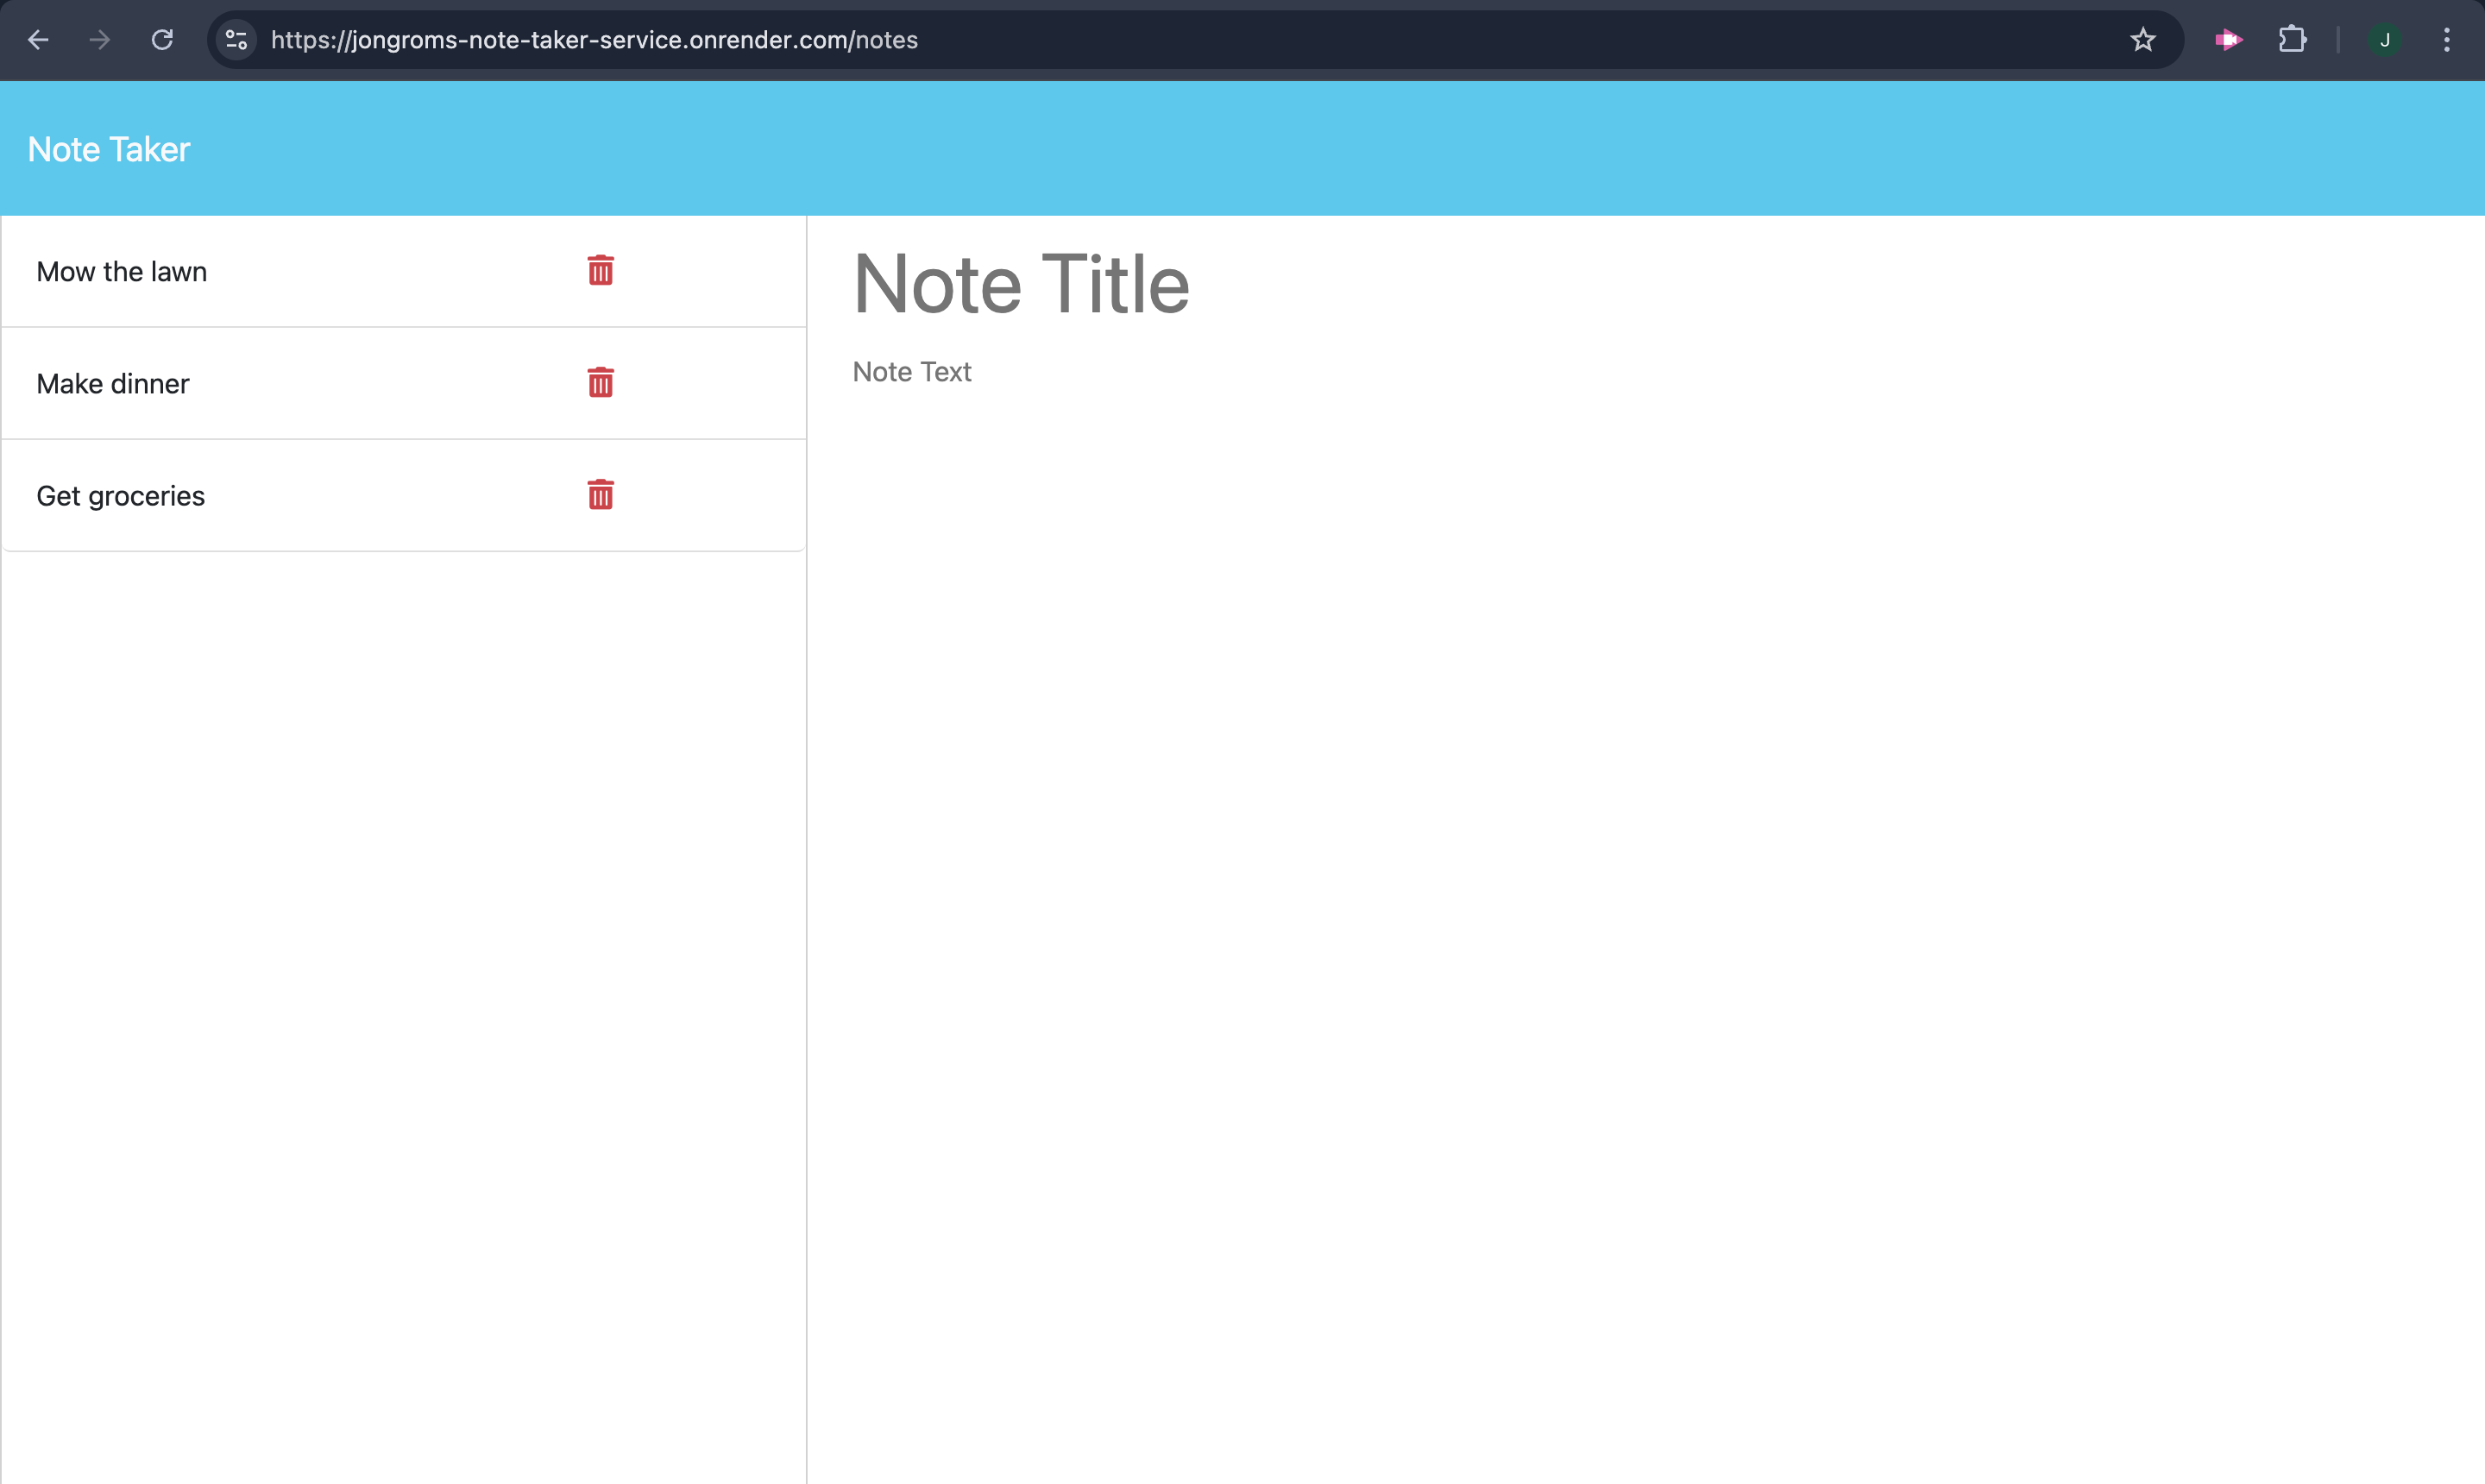 https://jongroms-note-taker-service.onrender.com/notes
J
Note Taker
Mow the lawn
Make dinner
Get groceries
Note Title
Note Text